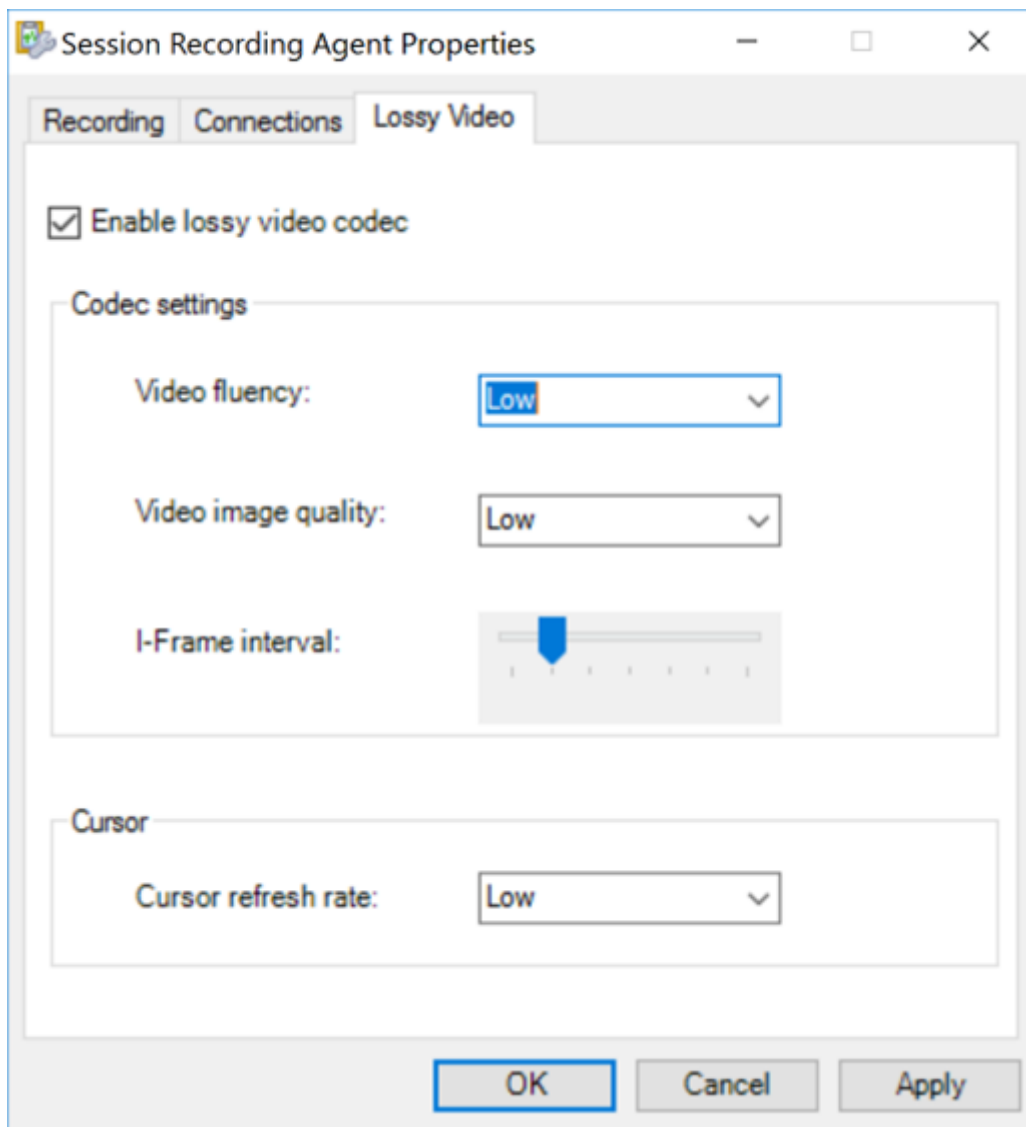 Session Recording Agent Properties
Recording Connections Lossy Video
Enable lossy video codec
Codec settings
Video fluency: Low
Video image quality: Low
I-Frame interval:
Cursor
Cursor refresh rate: Low
OK Cancel Apply